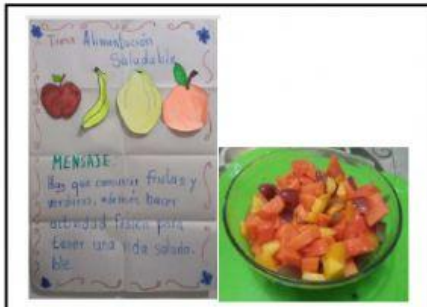 Tema: Alimentación
Saludable
MENSAJE:
Hay que consumir frutas y
verduras, además hacer
actividad física para
tener una vida saluda-
ble.